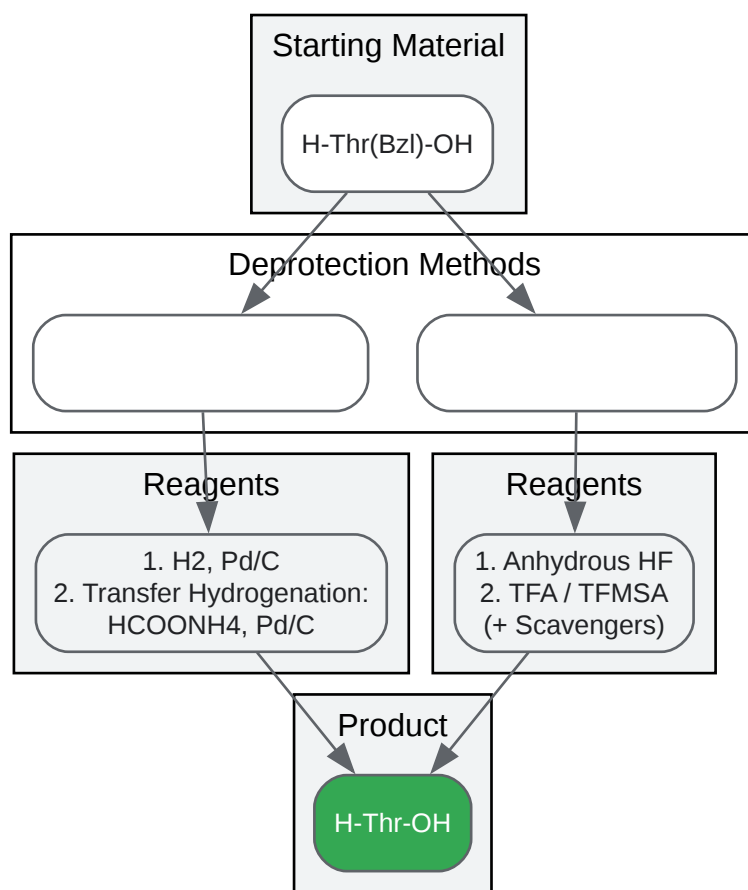 Starting Material
H-Thr(Bzl)-OH
Deprotection Methods
Reagents
1. H2, Pd/C
2. Transfer Hydrogenation:
HCOONH4, Pd/C
Reagents
1. Anhydrous HF
2. TFA / TFMSA
(+ Scavengers)
Product
H-Thr-OH